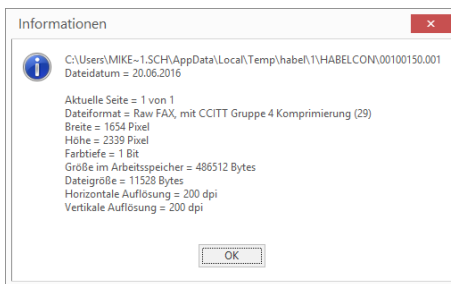 Informationen
C:\Users\MIKE~1.SCH\AppData\Local\Temp\habel\1\HABELCON\00100150.001
Dateidatum = 20.06.2016
Aktuelle Seite = 1 von 1
Dateiformat = Raw FAX, mit CCITT Gruppe 4 Komprimierung (29)
Breite = 1654 Pixel
Höhe = 2339 Pixel
Farbtiefe = 1 Bit
Größe im Arbeitsspeicher = 486512 Bytes
Dateigröße = 11528 Bytes
Horizontale Auflösung = 200 dpi
Vertikale Auflösung = 200 dpi
OK